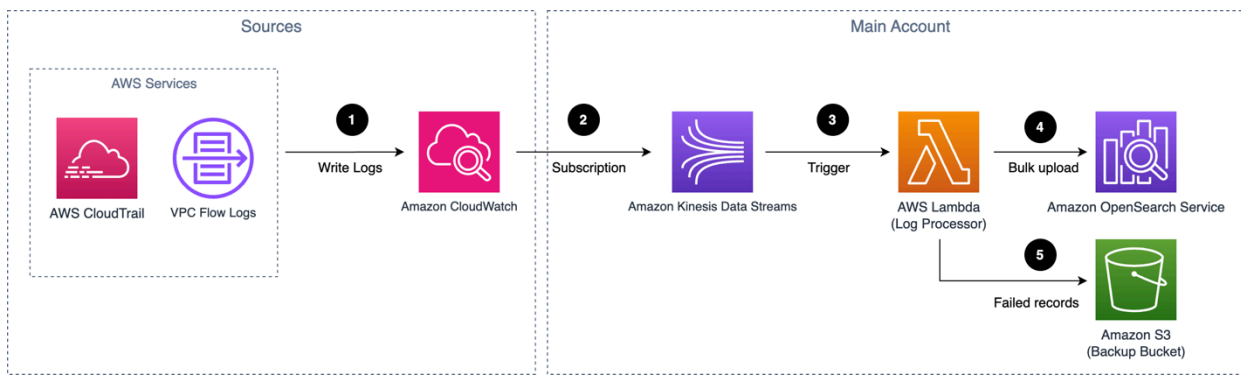 Sources
Main Account
AWS Services
1
2
3
4
Write Logs
Subscription
Trigger
Bulk upload
AWS CloudTrail
VPC Flow Logs
Amazon CloudWatch
Amazon Kinesis Data Streams
AWS Lambda
(Log Processor)
Amazon OpenSearch Service
5
Failed records
Amazon S3
(Backup Bucket)